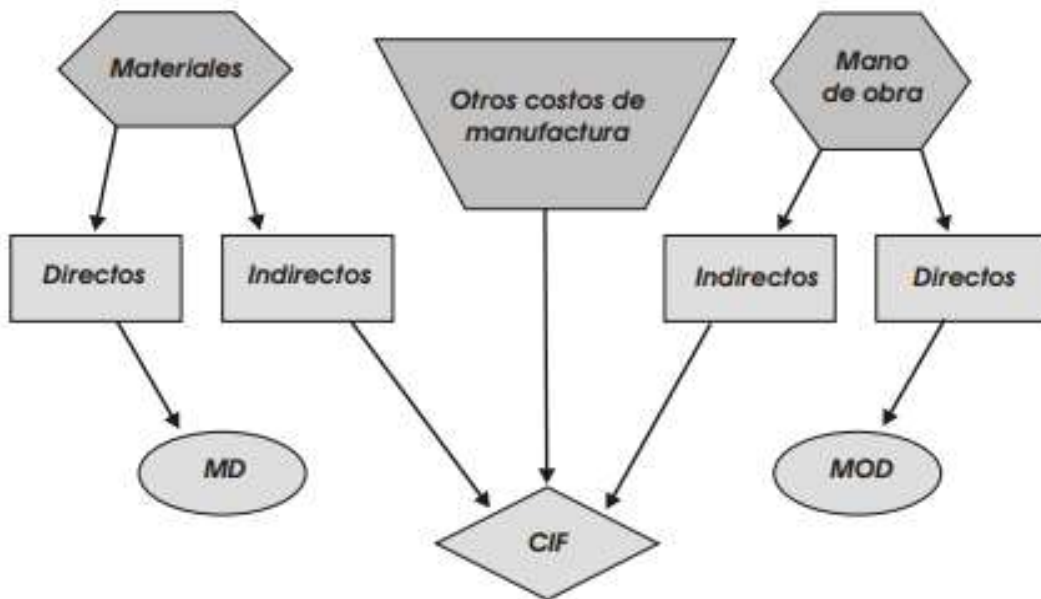 Materiales
Otros costos de
manufactura
Mano
de obra
Directos
Indirectos
Indirectos
Directos
MD
MOD
CIF